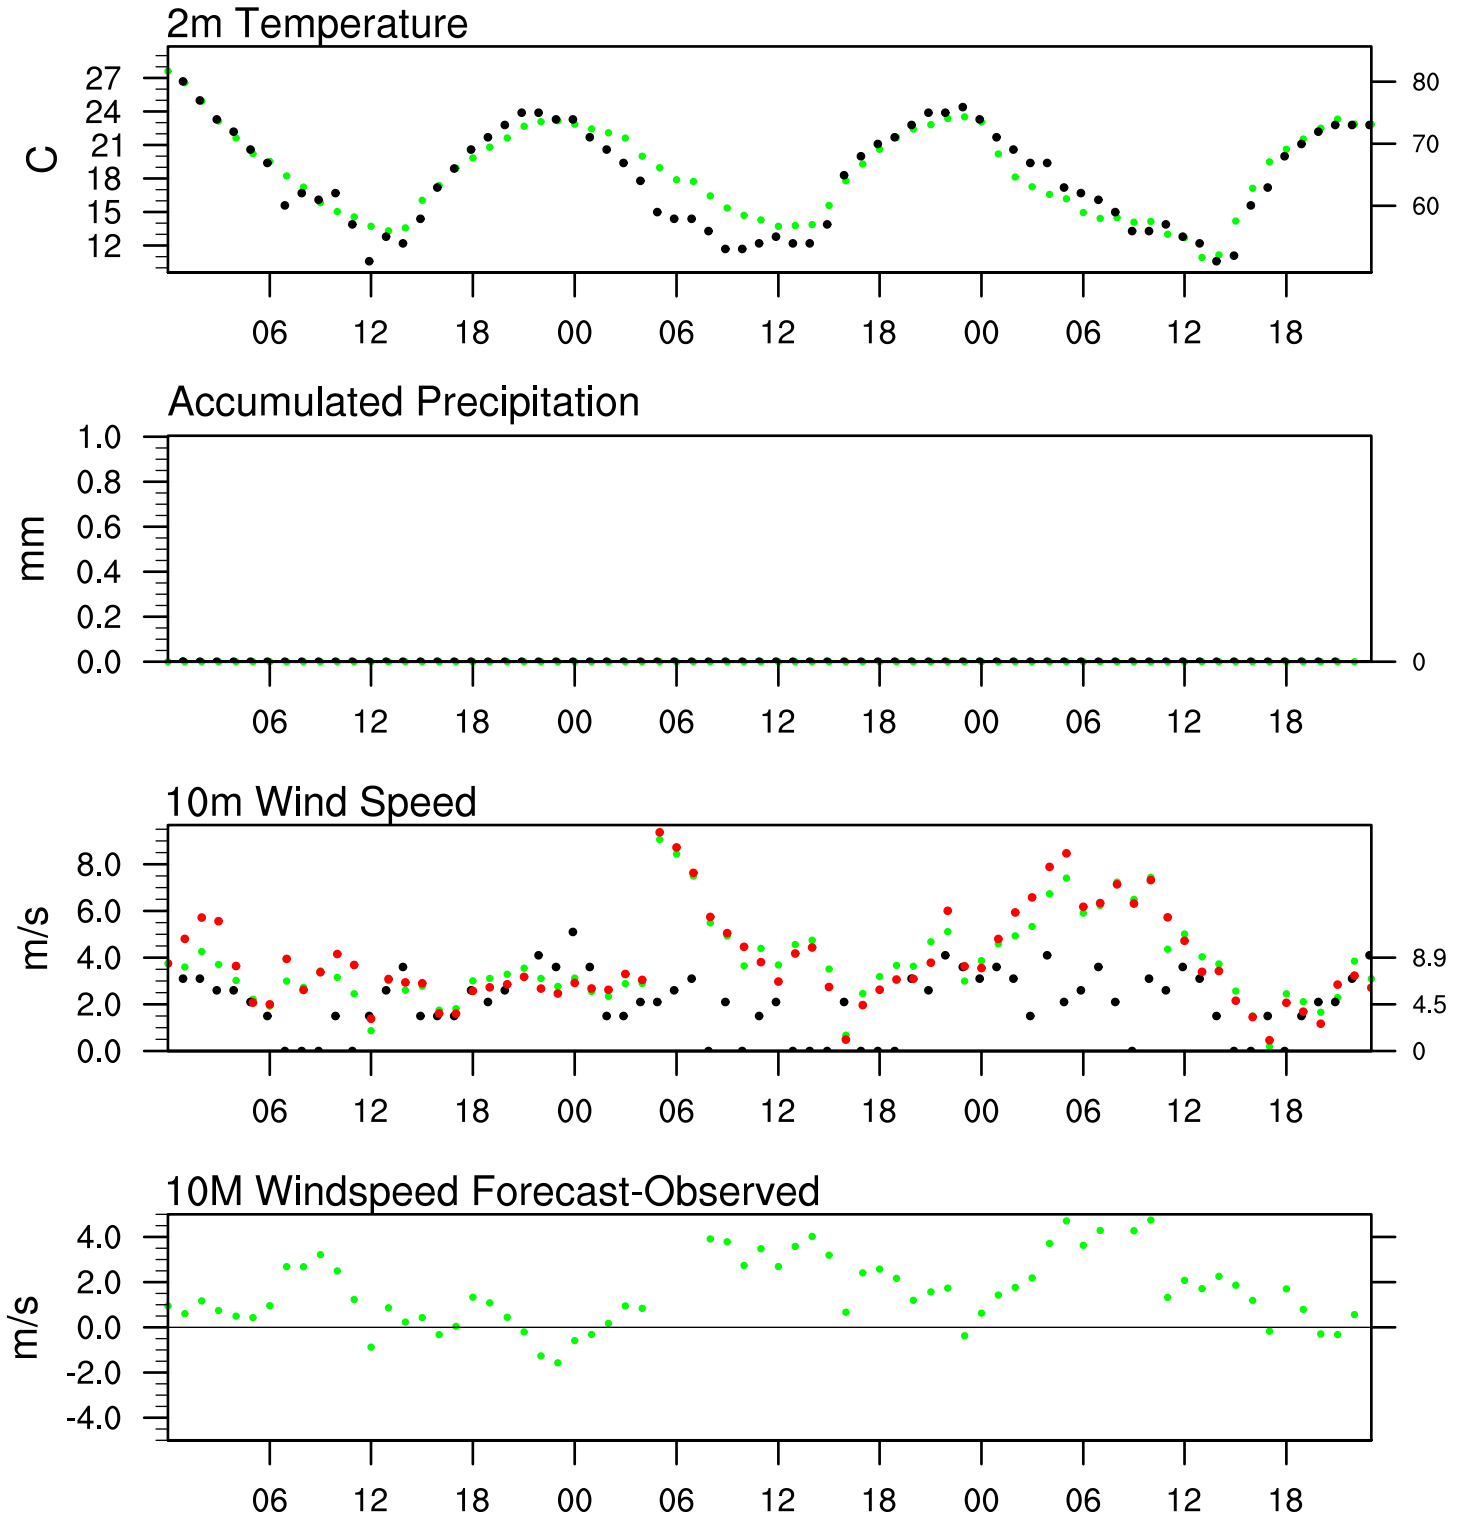 2m Temperature
27
24
21
18
15
12
C
80
70
60
06 12 18 00 06 12 18 00 06 12 18
Accumulated Precipitation
1.0
0.8
0.6
0.4
0.2
0.0
mm
0
06 12 18 00 06 12 18 00 06 12 18
10m Wind Speed
8.0
6.0
4.0
2.0
0.0
m/s
8.9
4.5
0
06 12 18 00 06 12 18 00 06 12 18
10M Windspeed Forecast-Observed
4.0
2.0
0.0
-2.0
-4.0
m/s
06 12 18 00 06 12 18 00 06 12 18